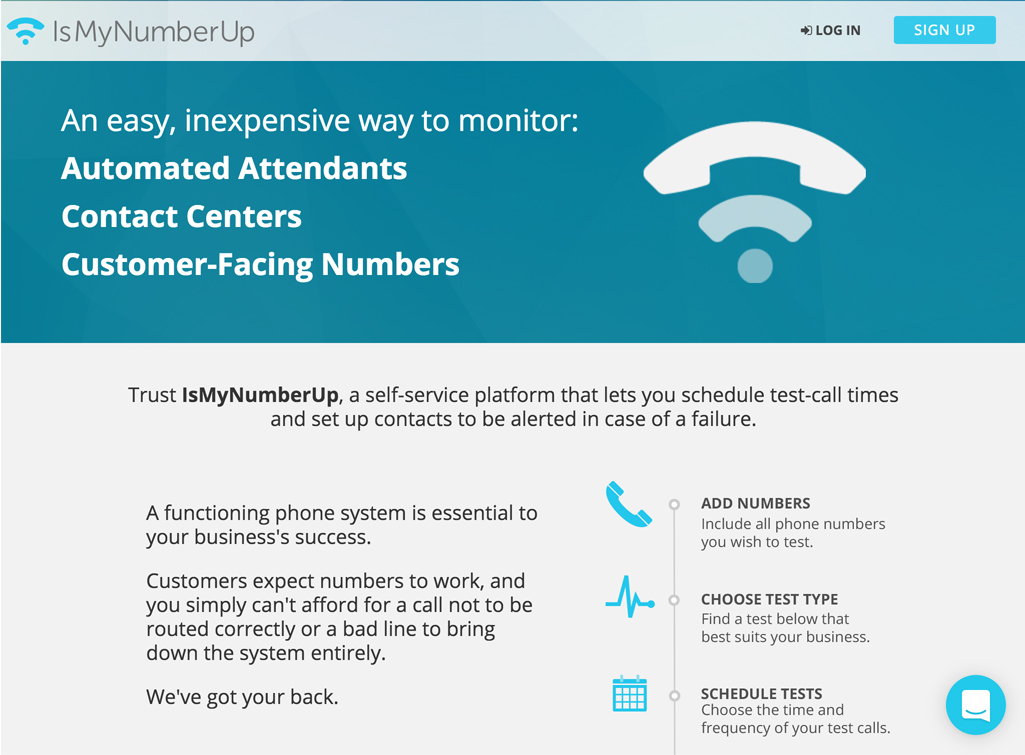 IsMyNumberUp
LOG IN
SIGN UP
An easy, inexpensive way to monitor:
Automated Attendants
Contact Centers
Customer-Facing Numbers
Trust IsMyNumberUp, a self-service platform that lets you schedule test-call times
and set up contacts to be alerted in case of a failure.
A functioning phone system is essential to
your business's success.
Customers expect numbers to work, and
you simply can't afford for a call not to be
routed correctly or a bad line to bring
down the system entirely.
We've got your back.
ADD NUMBERS
Include all phone numbers
you wish to test.
CHOOSE TEST TYPE
Find a test below that
best suits your business.
SCHEDULE TESTS
Choose the time and
frequency of your test calls.